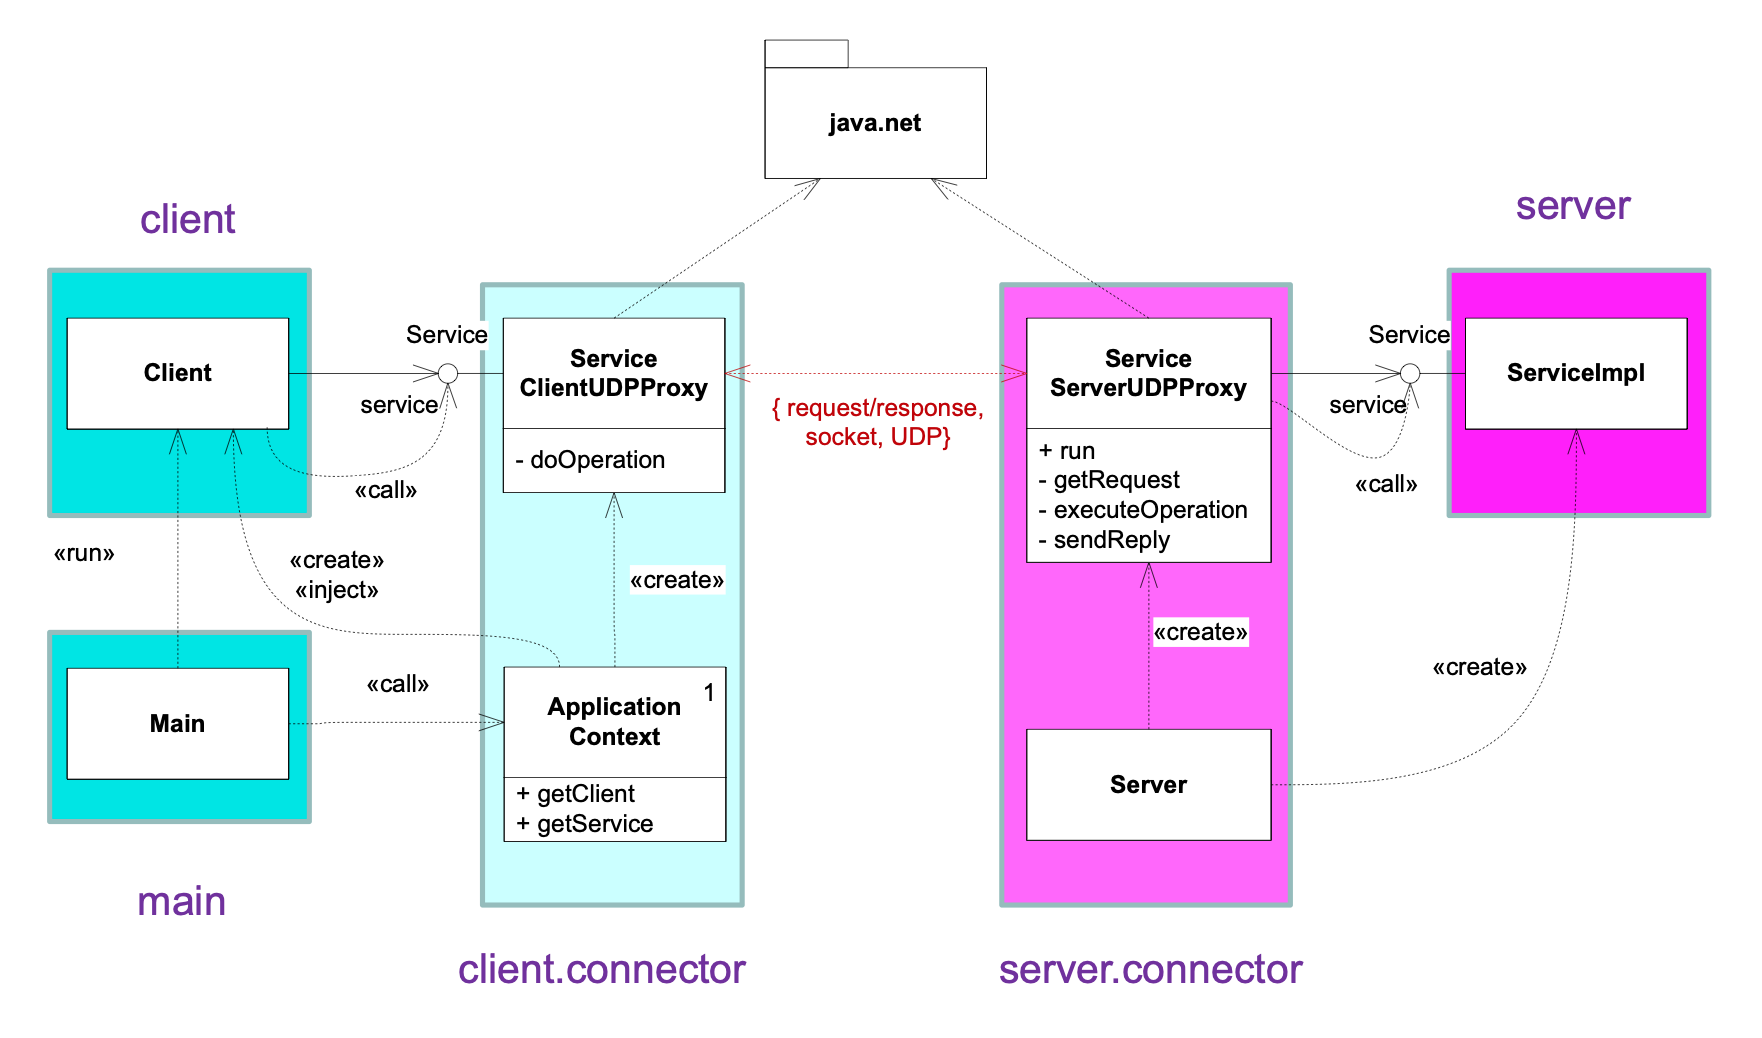 java.net
client
server
Client
Service
service
«call»
Service
ClientUDPProxy
- doOperation
{ request/response,
socket, UDP}
Service
ServerUDPProxy
+ run
- getRequest
- executeOperation
- sendReply
Service
service
«call»
ServiceImpl
«run»
«create»
«inject»
«create»
«create»
«create»
Main
«call»
1
Application
Context
+ getClient
+ getService
Server
main
client.connector
server.connector